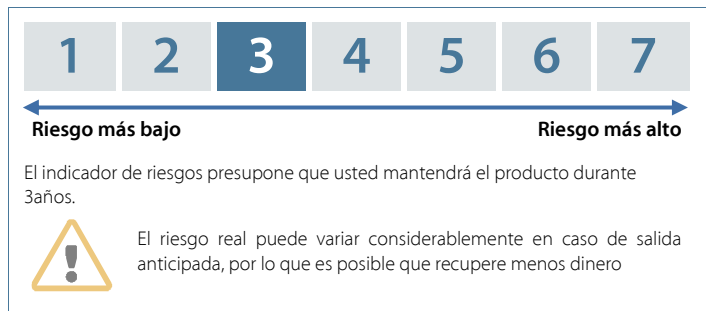 1 2 3 4 5 6 7
Riesgo más bajo Riesgo más alto
El indicador de riesgos presupone que usted mantendrá el producto durante
3años.
El riesgo real puede variar considerablemente en caso de salida
anticipada, por lo que es posible que recupere menos dinero